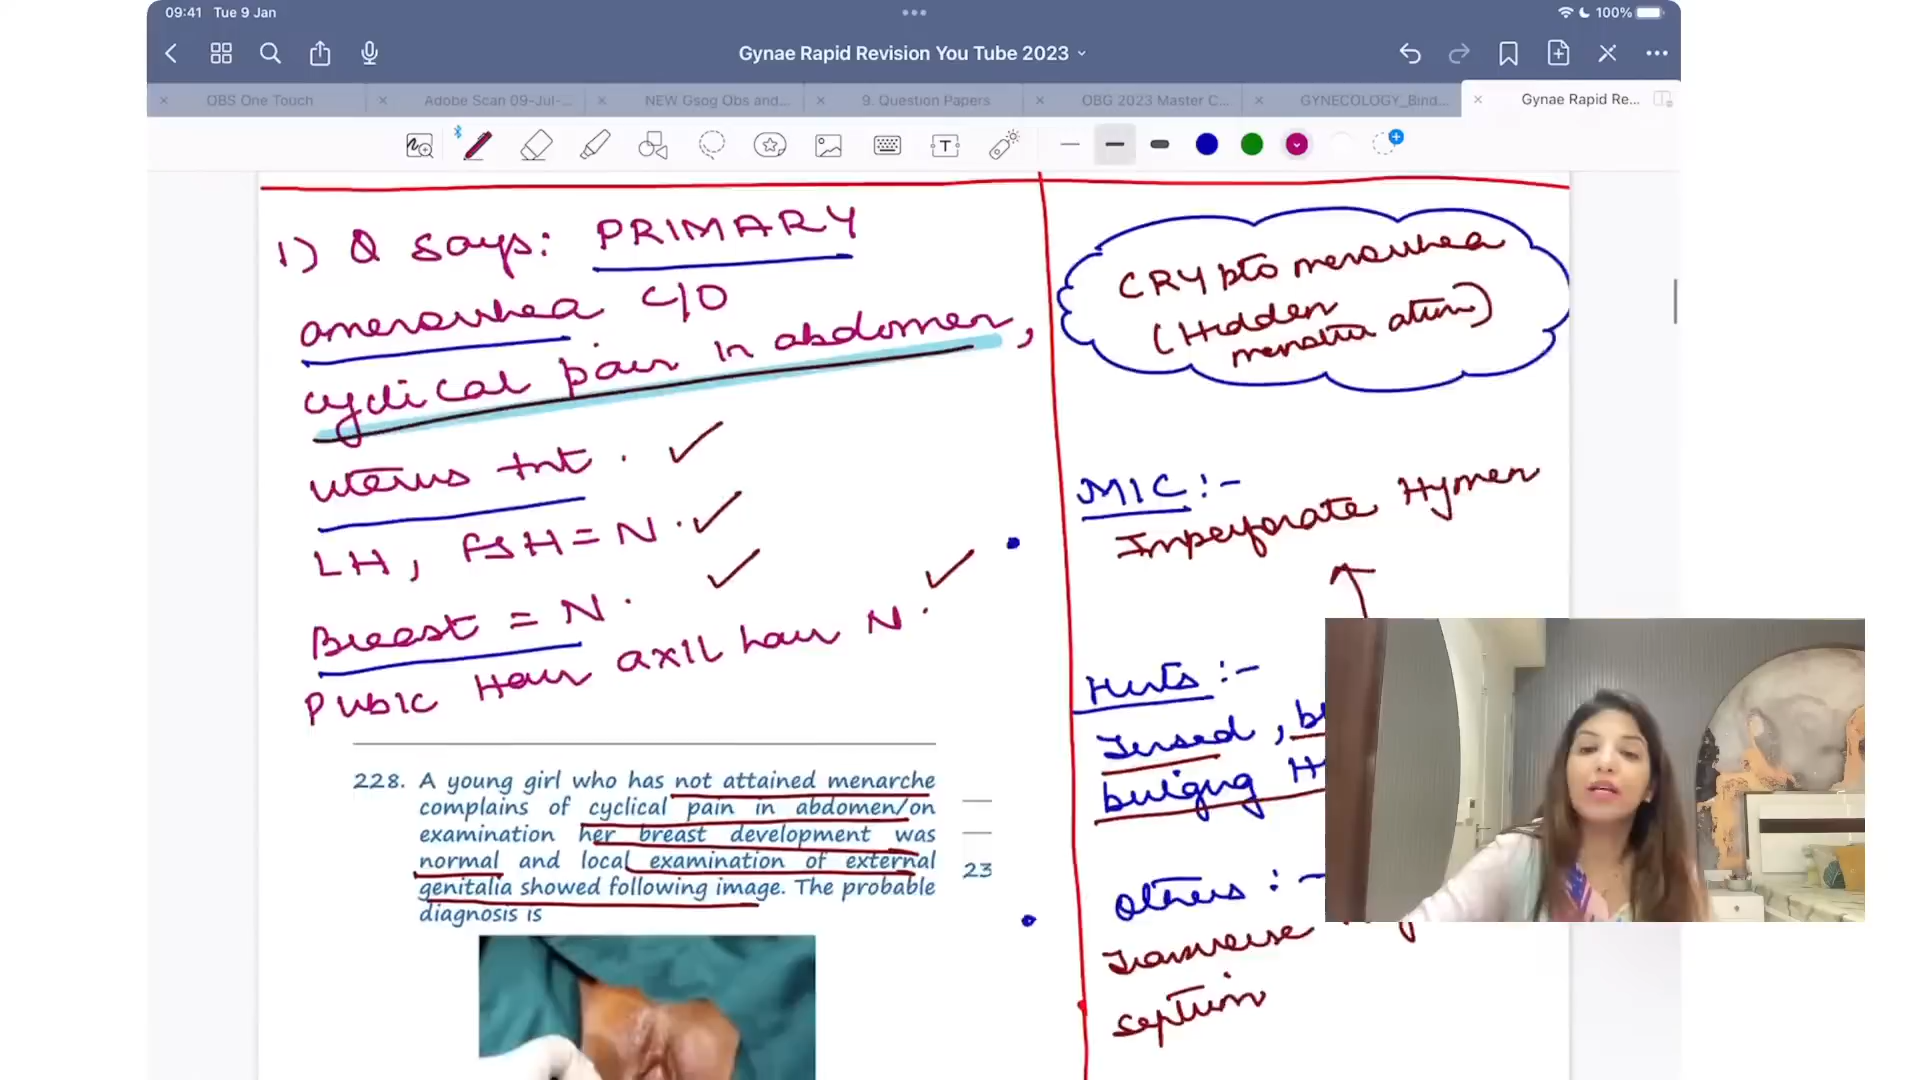 09:41 Tue 9 Jan
100%
Gynae Rapid Revision You Tube 2023
OBS One Touch
Adobe Scan 09-Jul-...
NEW Gsog Obs and...
9. Question Papers
OBG 2023 Master C...
GYNECOLOGY_Bind...
Gynae Rapid Re...
1) Q says: PRIMARY
amenorrhea c/o
cyclical pain in abdomen,
uterus +nt.
LH, FSH = N.
Breast = N.
Pubic Hair axil hair N.
228. A young girl who has not attained menarche
complains of cyclical pain in abdomen/on
examination her breast development was
normal and local examination of external
genitalia showed following image. The probable
diagnosis is
23
CRYptomenorrhea
(Hidden
menstruation)
MIC:-
Imperforate Hymen
Hints:-
Tensed, b
bulging H
Others:-
Transverse
septum